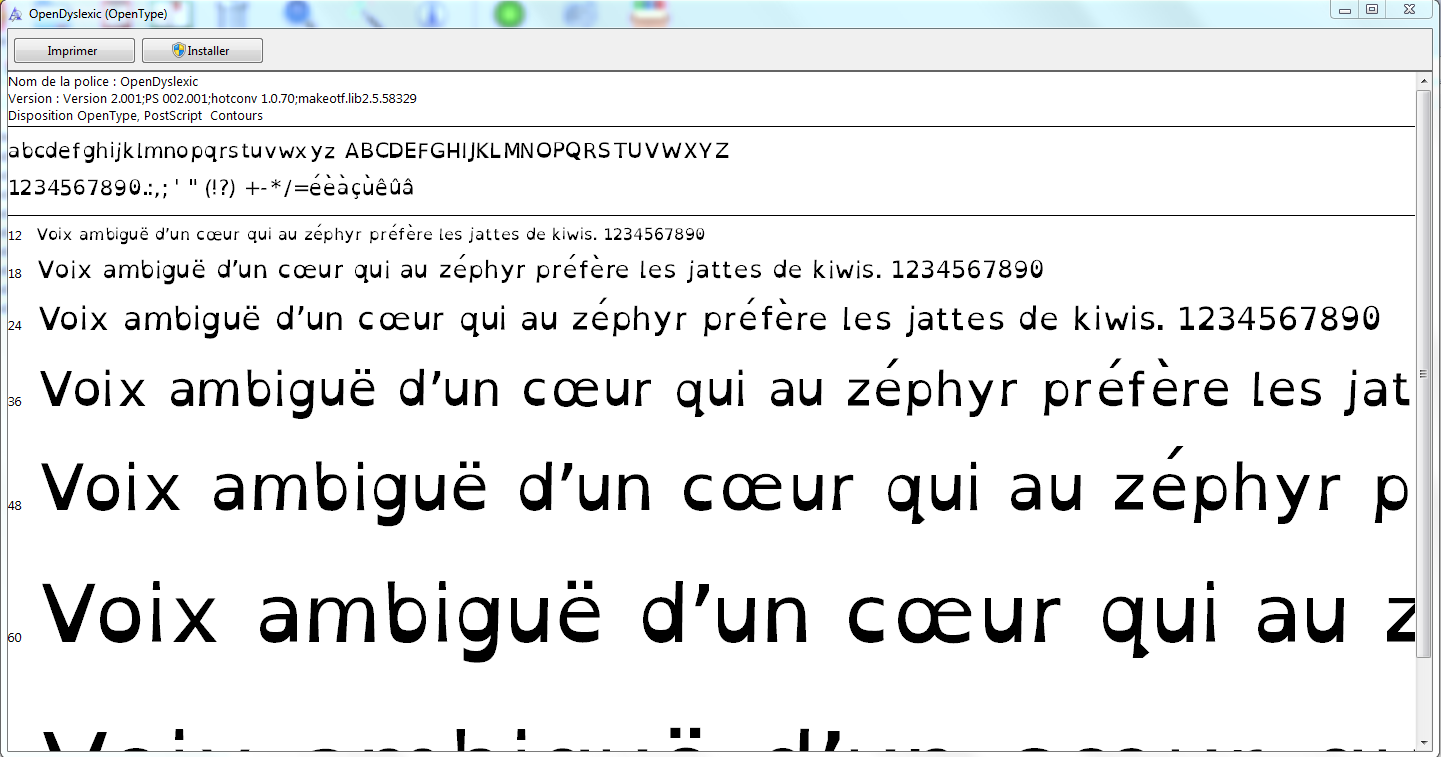 OpenDyslexic (OpenType)
Imprimer Installer
Nom de la police : OpenDyslexic
Version : Version 2.001;PS 002.001;hotconv 1.0.70;makeotf.lib2.5.58329
Disposition OpenType, PostScript Contours
abcdefghijklmnopqrstuvwxyz ABCDEFGHIJKLMNOPQRSTUVWXYZ
1234567890.:,; ' " (!?) +-*/=éèàçùêûâ
12 Voix ambiguë d’un cœur qui au zéphyr préfère les jattes de kiwis. 1234567890
18 Voix ambiguë d’un cœur qui au zéphyr préfère les jattes de kiwis. 1234567890
24 Voix ambiguë d’un cœur qui au zéphyr préfère les jattes de kiwis. 1234567890
36 Voix ambiguë d’un cœur qui au zéphyr préfère les jat
48 Voix ambiguë d’un cœur qui au zéphyr p
60 Voix ambiguë d’un cœur qui au z
Voix ambiguë d’un cœur qu